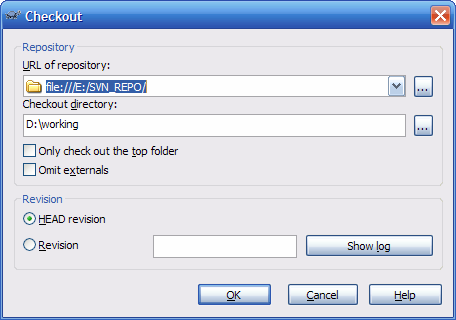 Checkout
Repository
URL of repository:
file:///E:/SVN_REPO/
...
Checkout directory:
D:\working
...
Only check out the top folder
Omit externals
Revision
HEAD revision
Revision
Show log
OK Cancel Help